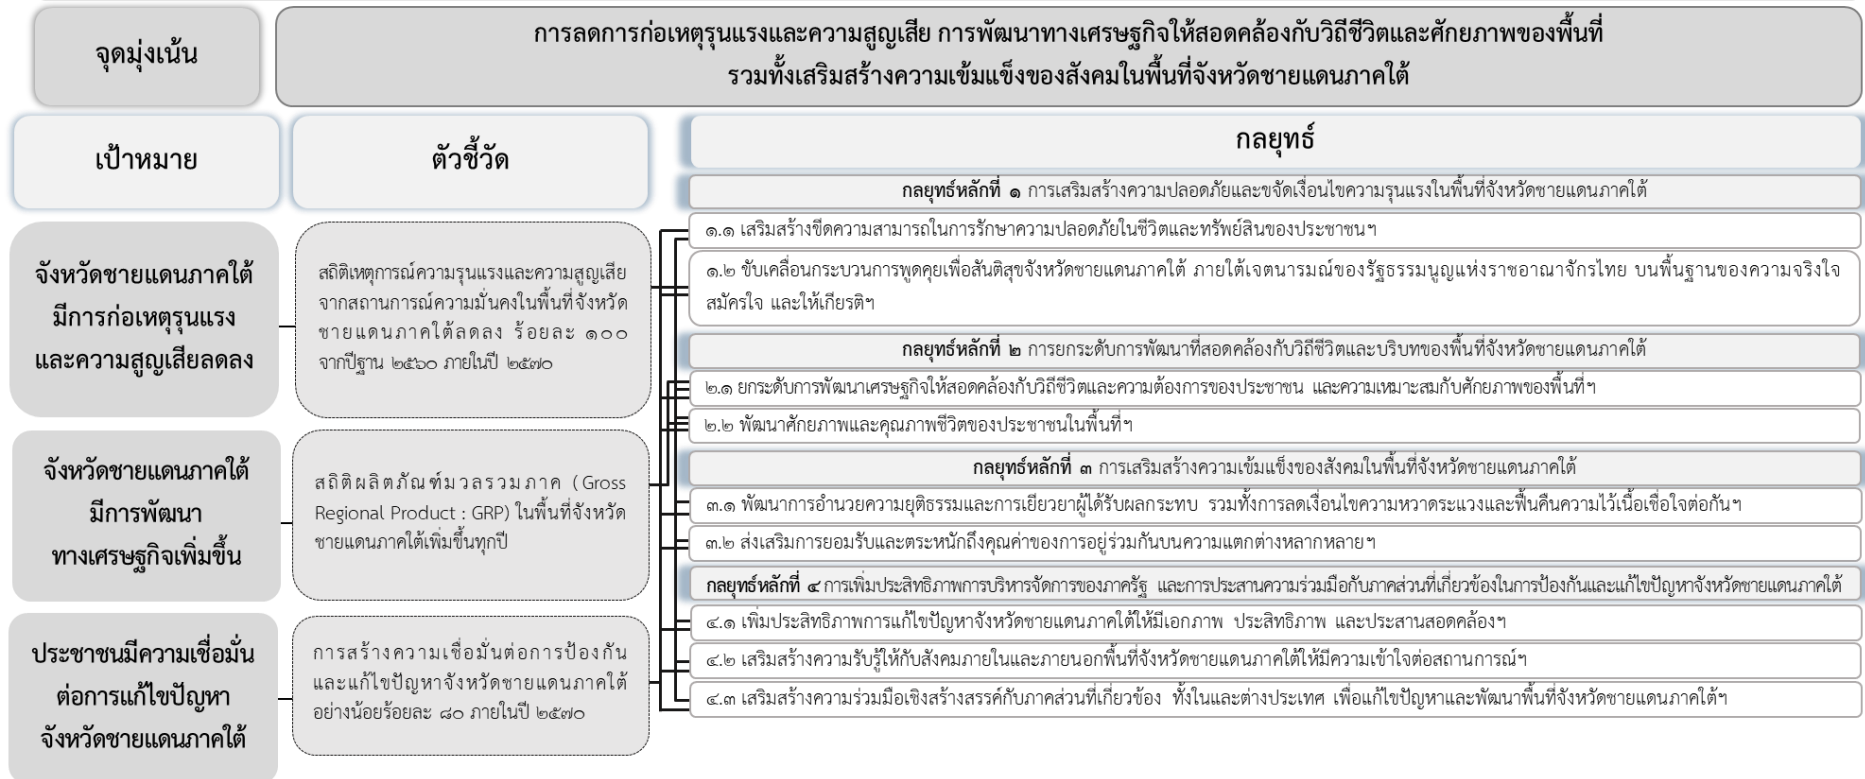 จุดมุ่งเน้น
การลดการก่อเหตุรุนแรงและความสูญเสีย การพัฒนาทางเศรษฐกิจให้สอดคล้องกับวิถีชีวิตและศักยภาพของพื้นที่
รวมทั้งเสริมสร้างความเข้มแข็งของสังคมในพื้นที่จังหวัดชายแดนภาคใต้
เป้าหมาย
ตัวชี้วัด
กลยุทธ์
จังหวัดชายแดนภาคใต้
มีการก่อเหตุรุนแรง
และความสูญเสียลดลง
สถิติเหตุการณ์ความรุนแรงและความสูญเสีย
จากสถานการณ์ความมั่นคงในพื้นที่จังหวัด
ชายแดนภาคใต้ลดลง ร้อยละ ๑๐๐
จากปีฐาน ๒๕๖๐ ภายในปี ๒๕๗๐
จังหวัดชายแดนภาคใต้
มีการพัฒนา
ทางเศรษฐกิจเพิ่มขึ้น
สถิติผลิตภัณฑ์มวลรวมภาค (Gross
Regional Product : GRP) ในพื้นที่จังหวัด
ชายแดนภาคใต้เพิ่มขึ้นทุกปี
ประชาชนมีความเชื่อมั่น
ต่อการแก้ไขปัญหา
จังหวัดชายแดนภาคใต้
การสร้างความเชื่อมั่นต่อการป้องกัน
และแก้ไขปัญหาจังหวัดชายแดนภาคใต้
อย่างน้อยร้อยละ ๘๐ ภายในปี ๒๕๗๐
กลยุทธ์หลักที่ ๑ การเสริมสร้างความปลอดภัยและขจัดเงื่อนไขความรุนแรงในพื้นที่จังหวัดชายแดนภาคใต้
๑.๑ เสริมสร้างขีดความสามารถในการรักษาความปลอดภัยในชีวิตและทรัพย์สินของประชาชนฯ
๑.๒ ขับเคลื่อนกระบวนการพูดคุยเพื่อสันติสุขจังหวัดชายแดนภาคใต้ ภายใต้เจตนารมณ์ของรัฐธรรมนูญแห่งราชอาณาจักรไทย บนพื้นฐานของความจริงใจ
สมัครใจ และให้เกียรติฯ
กลยุทธ์หลักที่ ๒ การยกระดับการพัฒนาที่สอดคล้องกับวิถีชีวิตและบริบทของพื้นที่จังหวัดชายแดนภาคใต้
๒.๑ ยกระดับการพัฒนาเศรษฐกิจให้สอดคล้องกับวิถีชีวิตและความต้องการของประชาชน และความเหมาะสมกับศักยภาพของพื้นที่ฯ
๒.๒ พัฒนาศักยภาพและคุณภาพชีวิตของประชาชนในพื้นที่ฯ
กลยุทธ์หลักที่ ๓ การเสริมสร้างความเข้มแข็งของสังคมในพื้นที่จังหวัดชายแดนภาคใต้
๓.๑ พัฒนาการอำนวยความยุติธรรมและการเยียวยาผู้ได้รับผลกระทบ รวมทั้งการลดเงื่อนไขความหวาดระแวงและฟื้นคืนความไว้เนื้อเชื่อใจต่อกันฯ
๓.๒ ส่งเสริมการยอมรับและตระหนักถึงคุณค่าของการอยู่ร่วมกันบนความแตกต่างหลากหลายฯ
กลยุทธ์หลักที่ ๔ การเพิ่มประสิทธิภาพการบริหารจัดการของภาครัฐ และการประสานความร่วมมือกับภาคส่วนที่เกี่ยวข้องในการป้องกันและแก้ไขปัญหาจังหวัดชายแดนภาคใต้
๔.๑ เพิ่มประสิทธิภาพการแก้ไขปัญหาจังหวัดชายแดนภาคใต้ให้มีเอกภาพ ประสิทธิภาพ และประสานสอดคล้องฯ
๔.๒ เสริมสร้างความรับรู้ให้กับสังคมภายในและภายนอกพื้นที่จังหวัดชายแดนภาคใต้ให้มีความเข้าใจต่อสถานการณ์ฯ
๔.๓ เสริมสร้างความร่วมมือเชิงสร้างสรรค์กับภาคส่วนที่เกี่ยวข้อง ทั้งในและต่างประเทศ เพื่อแก้ไขปัญหาและพัฒนาพื้นที่จังหวัดชายแดนภาคใต้ฯ